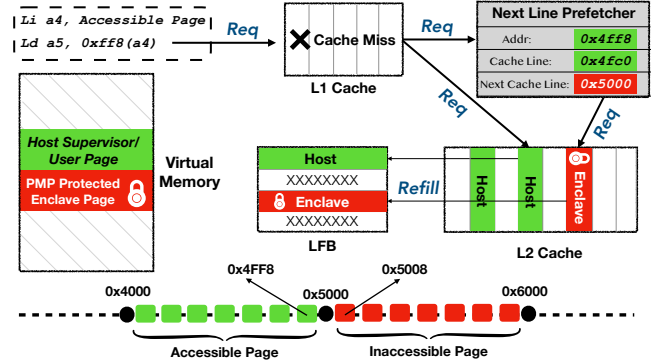 Li a4, Accessible Page
Ld a5, 0xff8(a4)
Req
Cache Miss
L1 Cache
Req
Next Line Prefetcher
Addr: 0x4ff8
Cache Line: 0x4fc0
Next Cache Line: 0x5000
Req
Req
Host Supervisor/
User Page
PMP Protected
Enclave Page
Virtual
Memory
Host
XXXXXXXX
Enclave
XXXXXXXX
LFB
Refill
Host
Host
Enclave
L2 Cache
0x4FF8
0x5008
0x4000
0x5000
0x6000
Accessible Page
Inaccessible Page